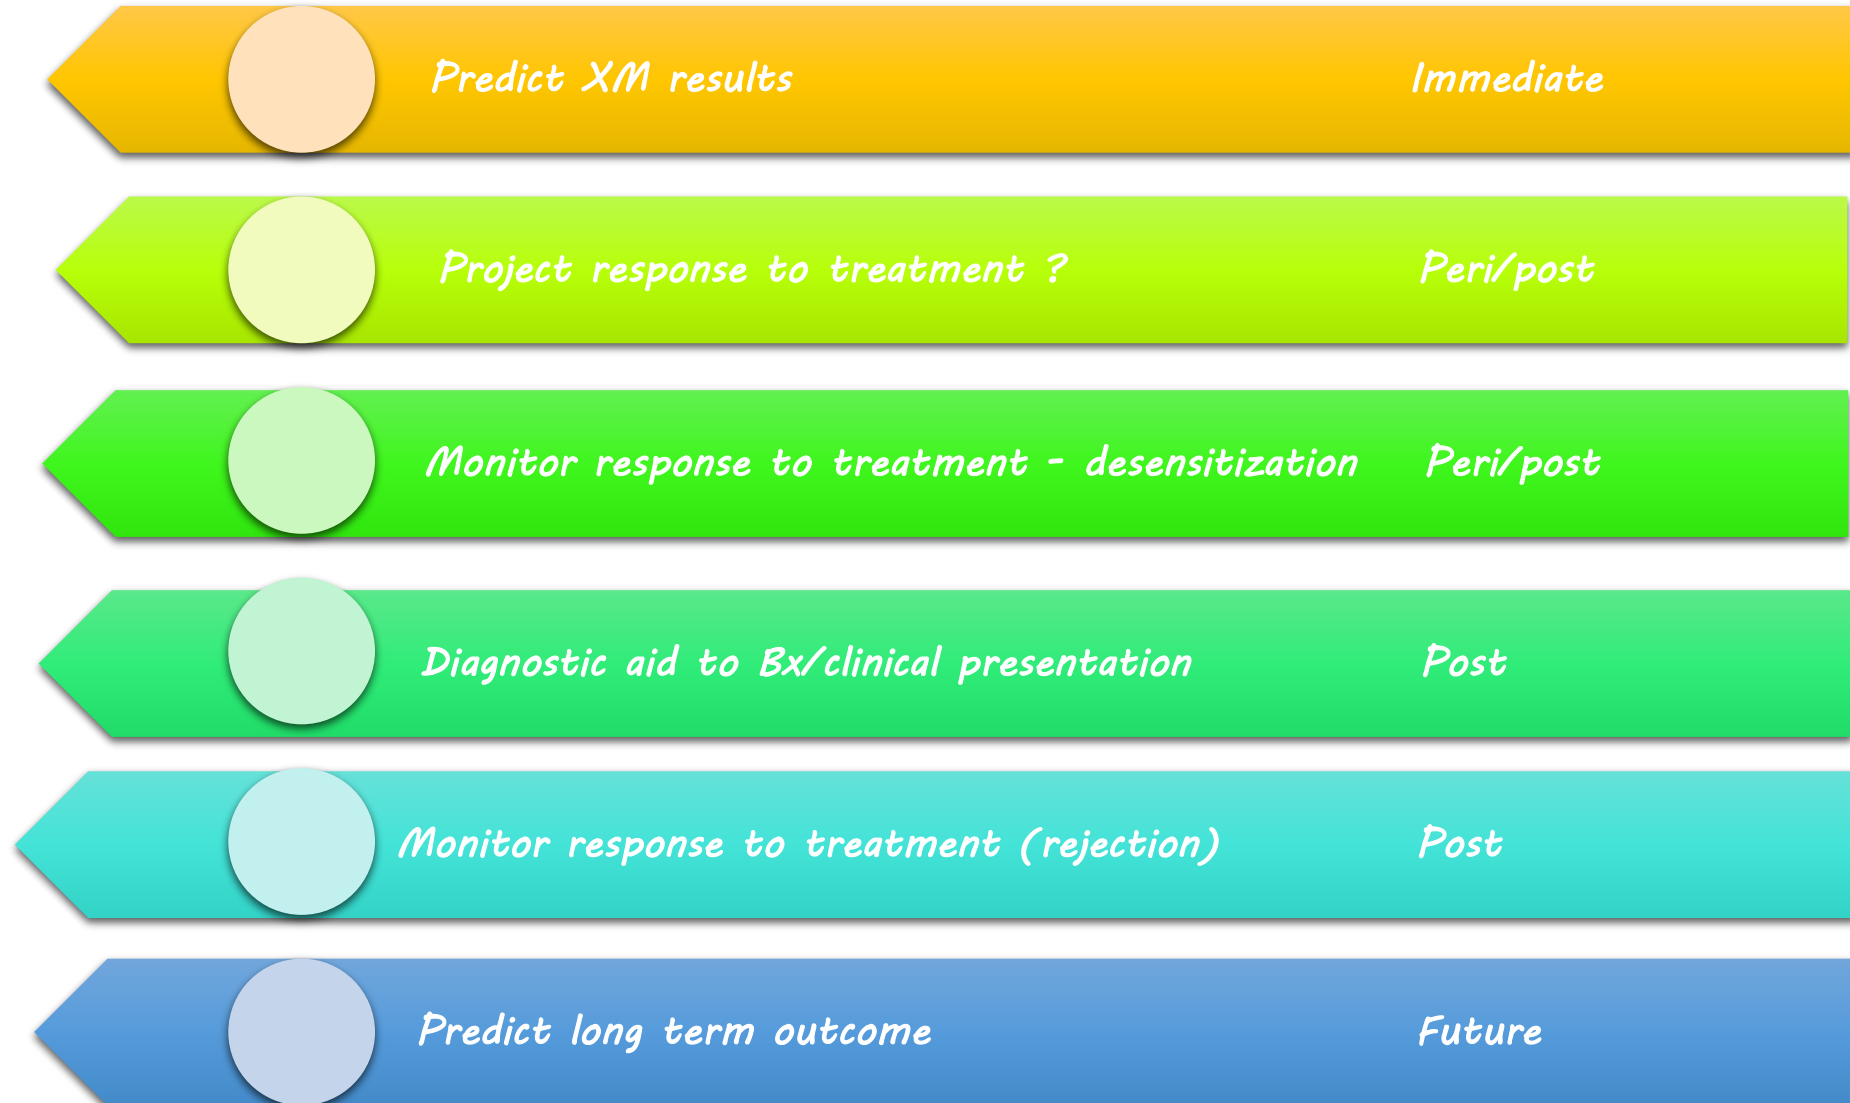 Predict XM results Immediate
Project response to treatment ? Peri/post
Monitor response to treatment - desensitization Peri/post
Diagnostic aid to Bx/clinical presentation Post
Monitor response to treatment (rejection) Post
Predict long term outcome Future